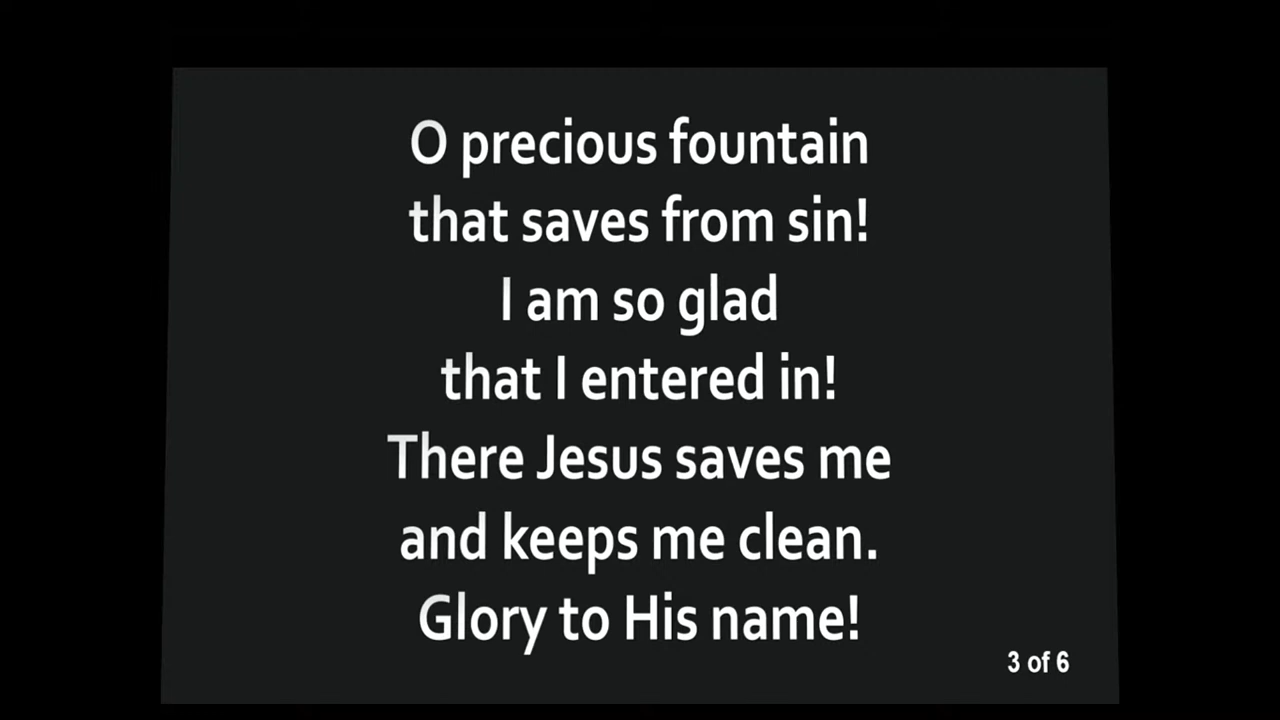 O precious fountain
that saves from sin!
I am so glad
that I entered in!
There Jesus saves me
and keeps me clean.
Glory to His name!
3 of 6